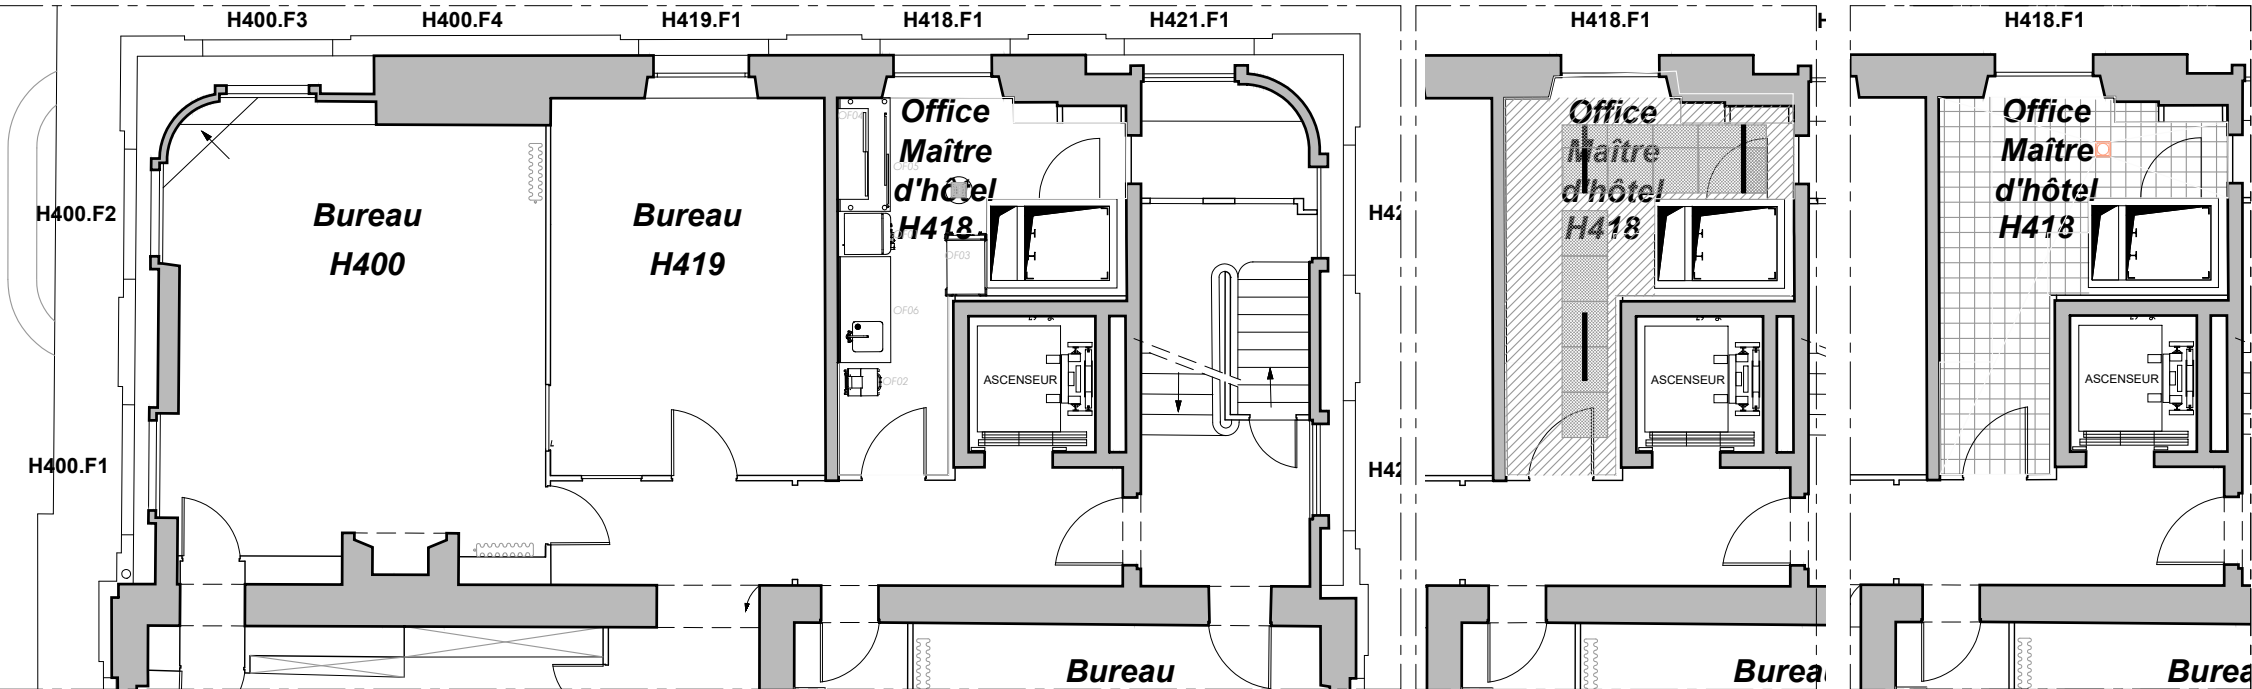 H400.F3
H400.F4
H419.F1
H418.F1
H421.F1
H400.F2
H400.F1
Bureau
H400
Bureau
H419
Office
Maître
d'hôtel
H418
OF04
OF05
OF03
OF06
OF02
ASCENSEUR
Bureau
H418.F1
Office
Maître
d'hôtel
H418
ASCENSEUR
H418.F1
Office
Maître
d'hôtel
H418
ASCENSEUR